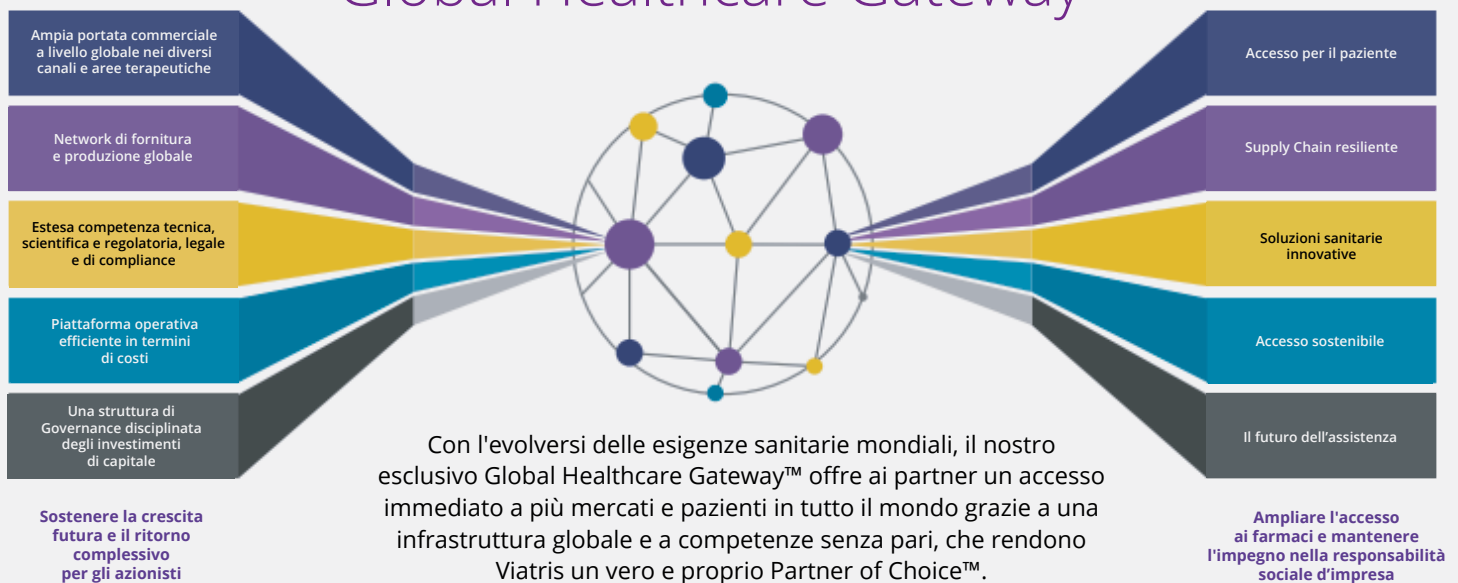 Global Healthcare Gateway
Ampia portata commerciale
a livello globale nei diversi
canali e aree terapeutiche
Network di fornitura
e produzione globale
Estesa competenza tecnica,
scientifica e regolatoria, legale
e di compliance
Piattaforma operativa
efficiente in termini
di costi
Una struttura di
Governance disciplinata
degli investimenti
di capitale
Sostenere la crescita
futura e il ritorno
complessivo
per gli azionisti
Con l'evolversi delle esigenze sanitarie mondiali, il nostro
esclusivo Global Healthcare Gateway™ offre ai partner un accesso
immediato a più mercati e pazienti in tutto il mondo grazie a una
infrastruttura globale e a competenze senza pari, che rendono
Viatris un vero e proprio Partner of Choice™.
Accesso per il paziente
Supply Chain resiliente
Soluzioni sanitarie
innovative
Accesso sostenibile
Il futuro dell’assistenza
Ampliare l'accesso
ai farmaci e mantenere
l'impegno nella responsabilità
sociale d’impresa